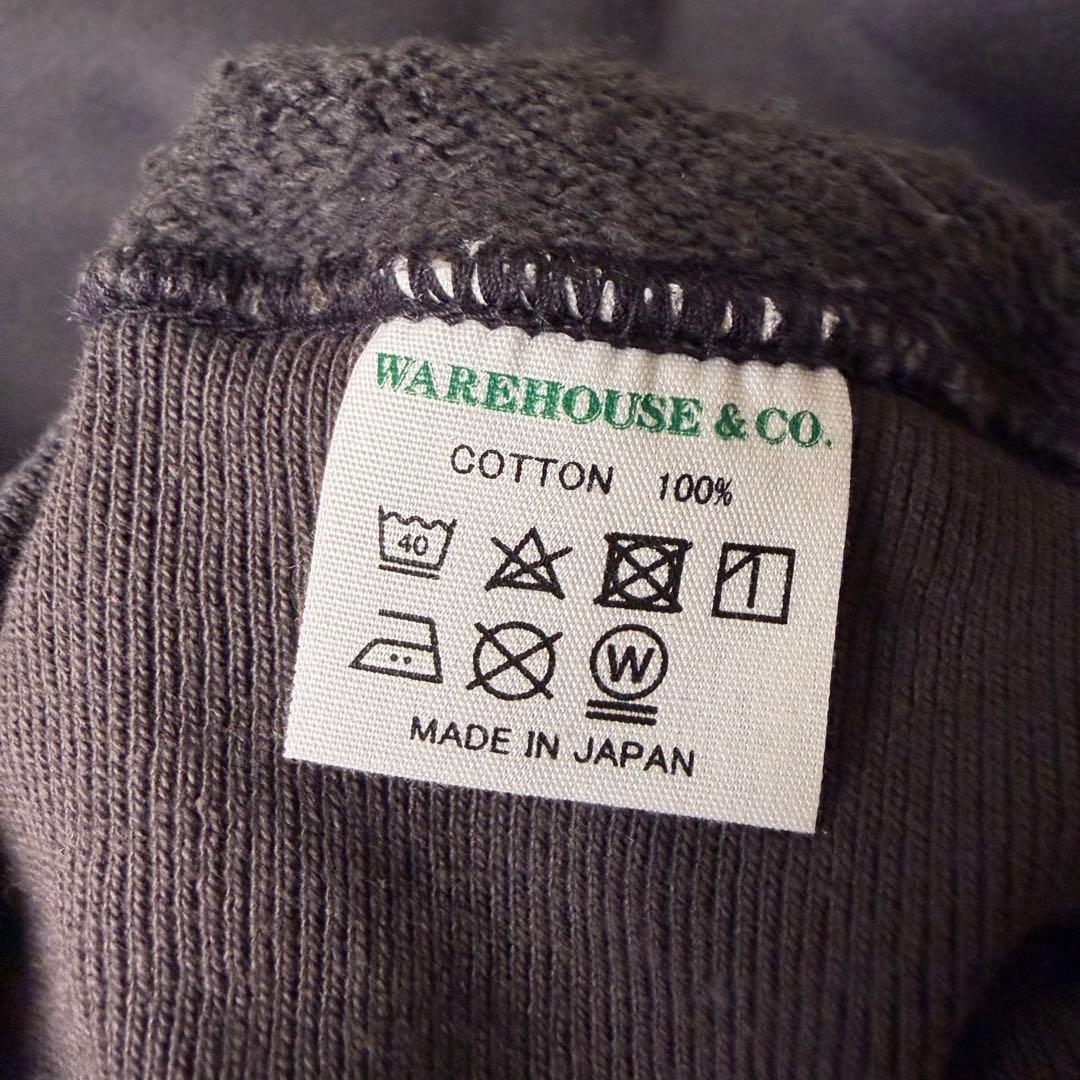 WAREHOUSE & CO.
COTTON 100%
40
W
MADE IN JAPAN